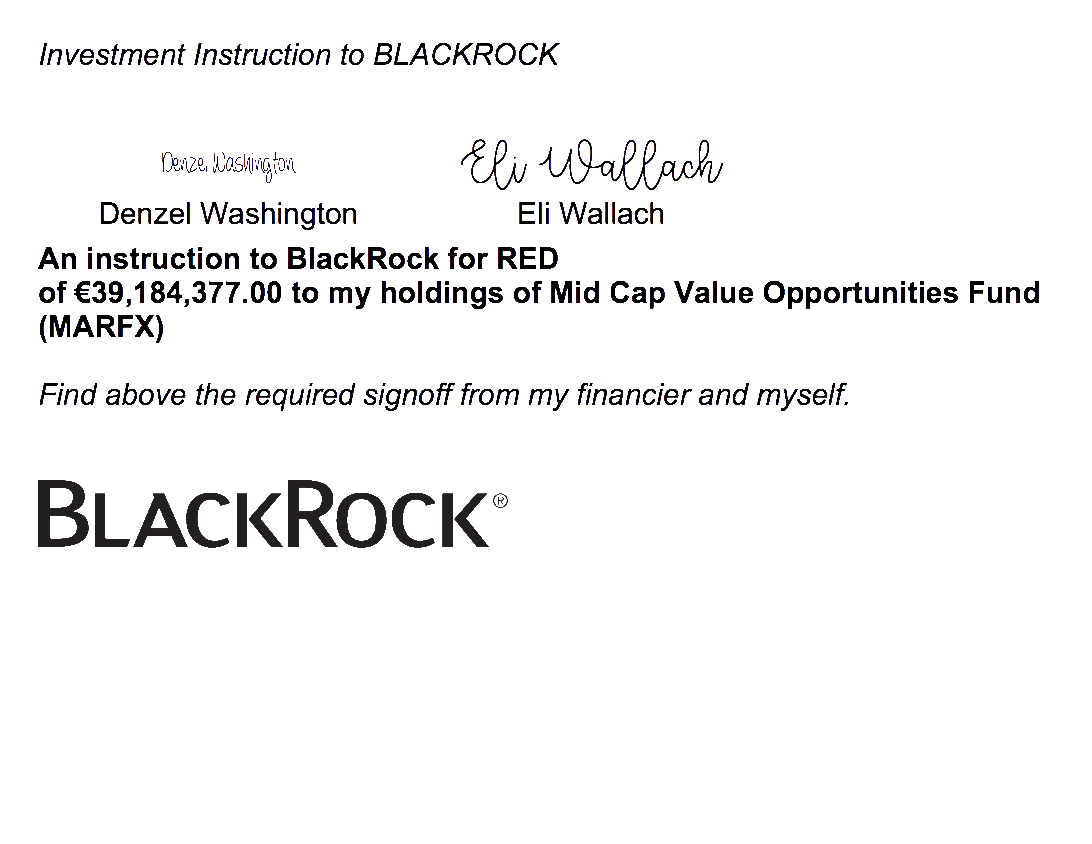 Investment Instruction to BLACKROCK
Denzel Washington Eli Wallach
Denzel Washington Eli Wallach
An instruction to BlackRock for RED
of €39,184,377.00 to my holdings of Mid Cap Value Opportunities Fund
(MARFX)
Find above the required signoff from my financier and myself.
BLACKROCK®